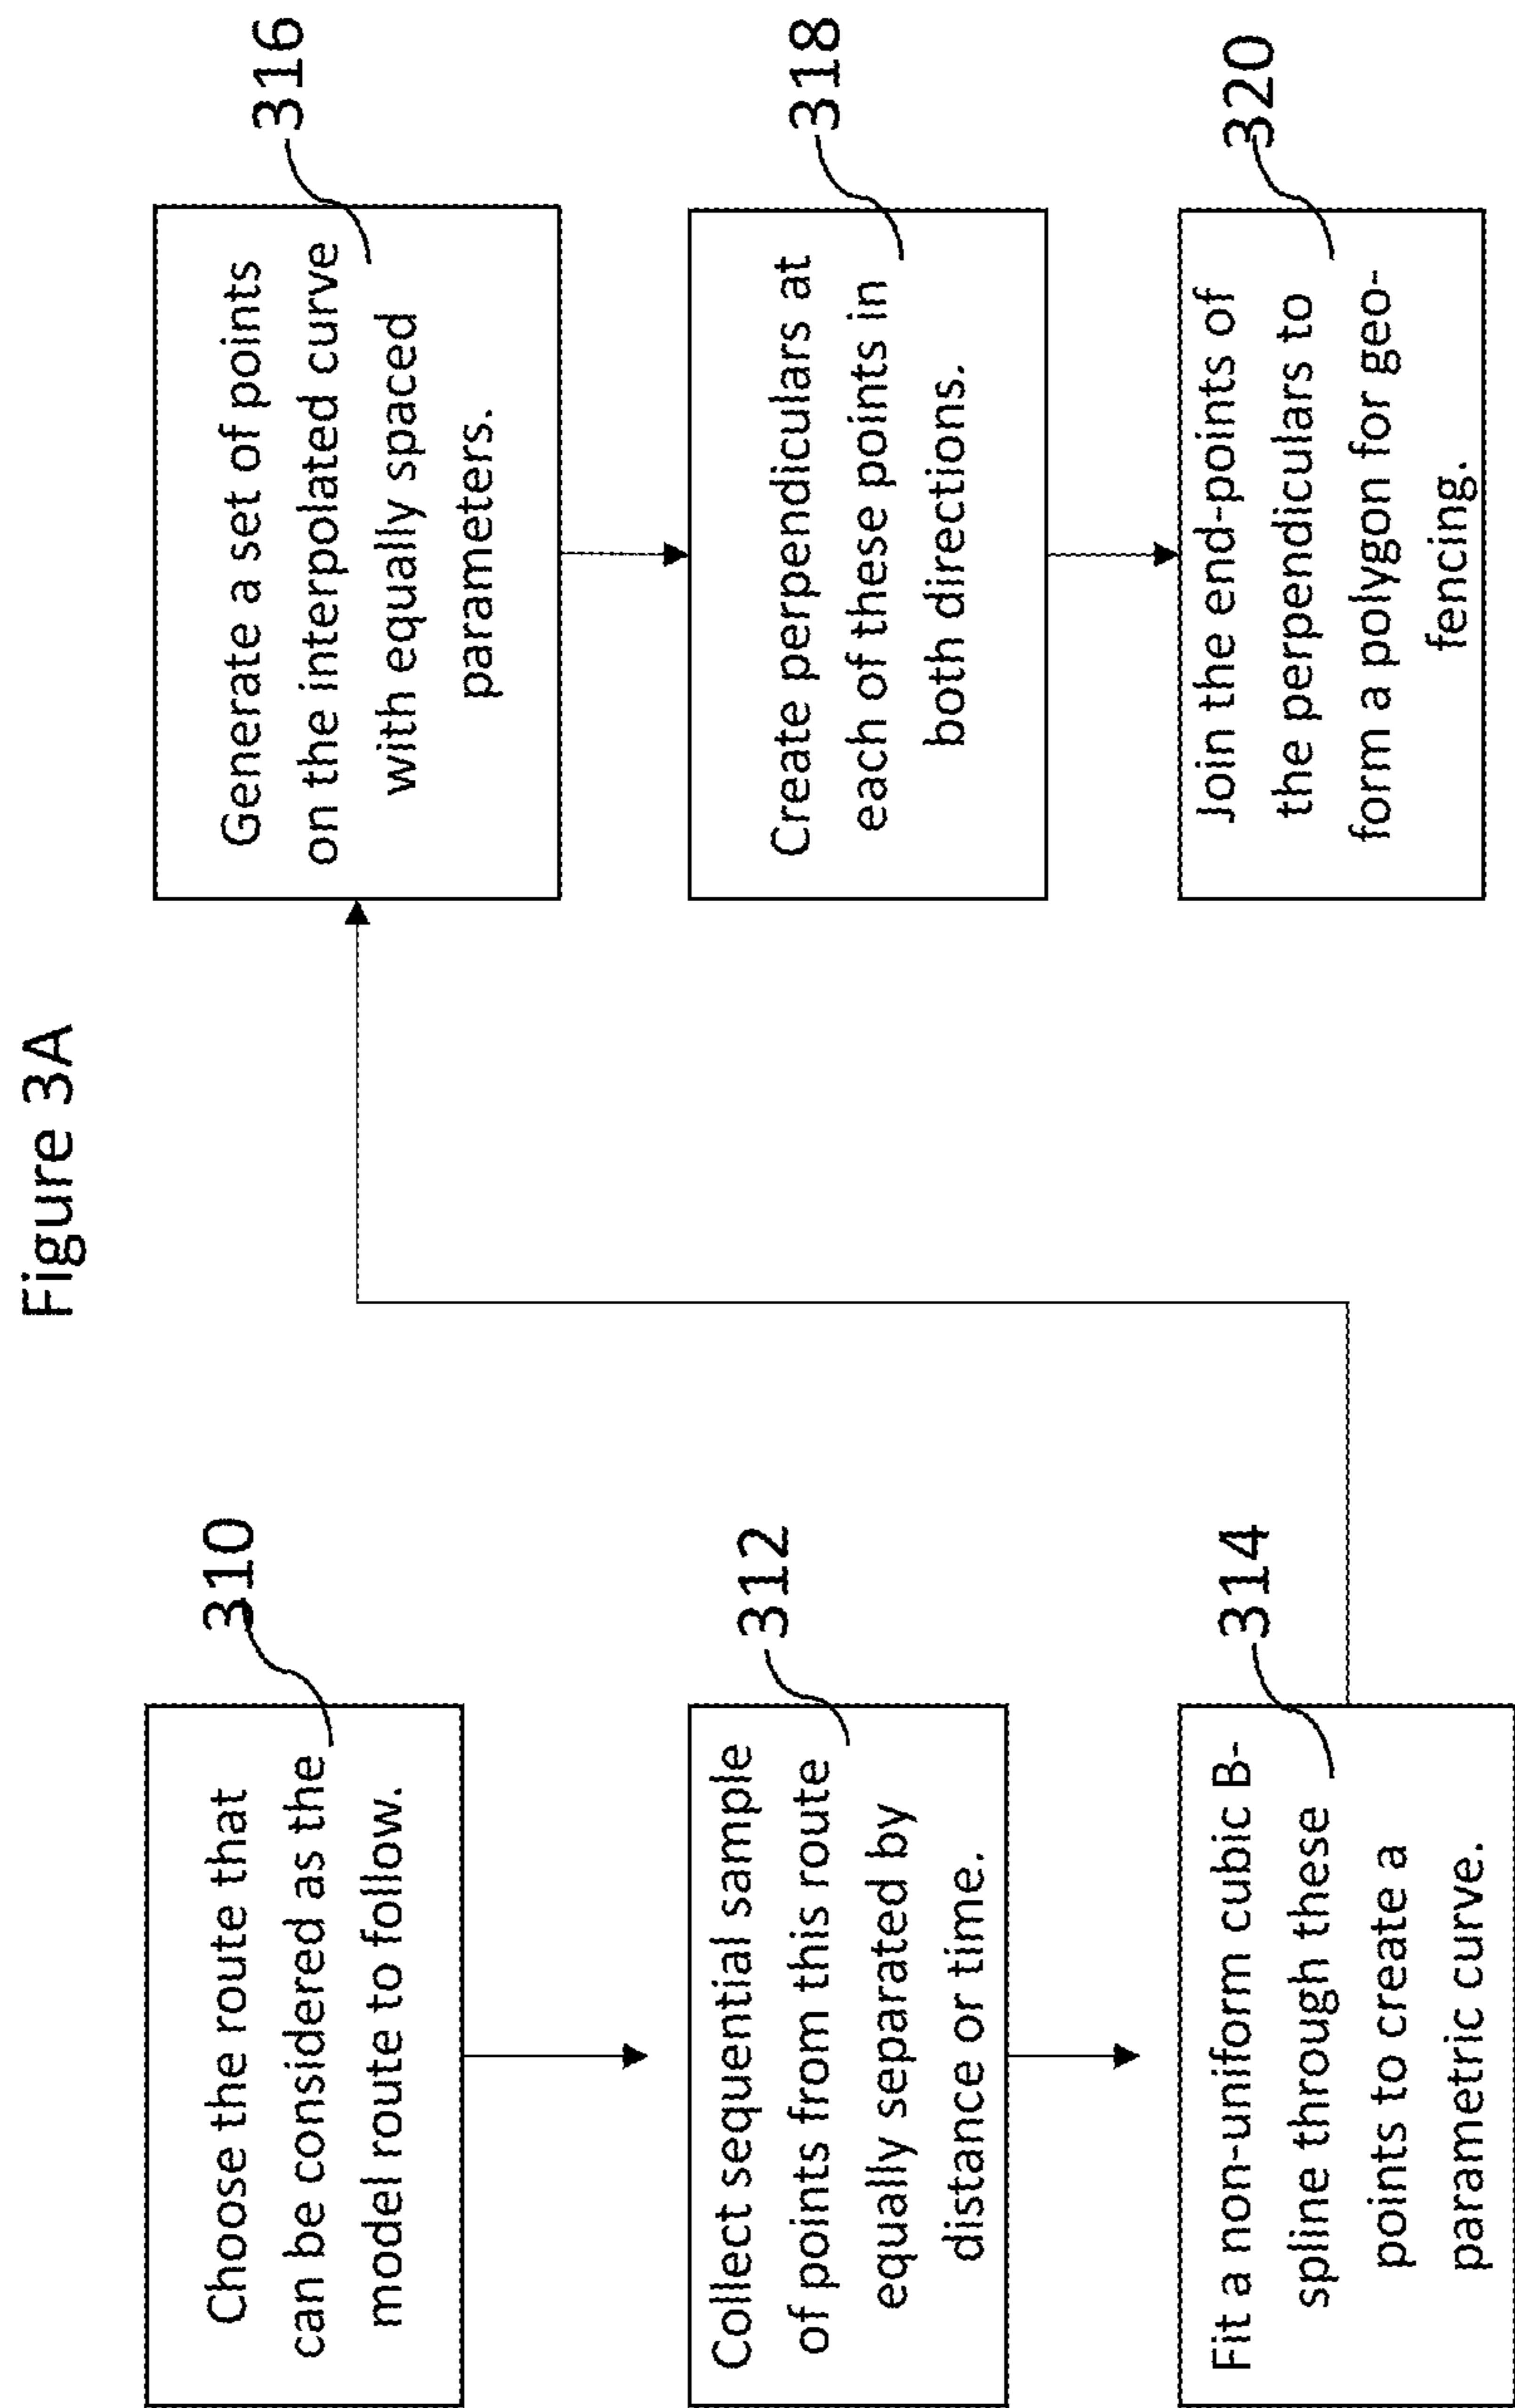 Figure 3A
310
Choose the route that
can be considered as the
model route to follow.
312
Collect sequential sample
of points from this route
equally separated by
distance or time.
314
Fit a non-uniform cubic B-
spline through these
points to create a
parametric curve.
316
Generate a set of points
on the interpolated curve
with equally spaced
parameters.
318
Create perpendiculars at
each of these points in
both directions.
320
Join the end-points of
the perpendiculars to
form a polygon for geo-
fencing.